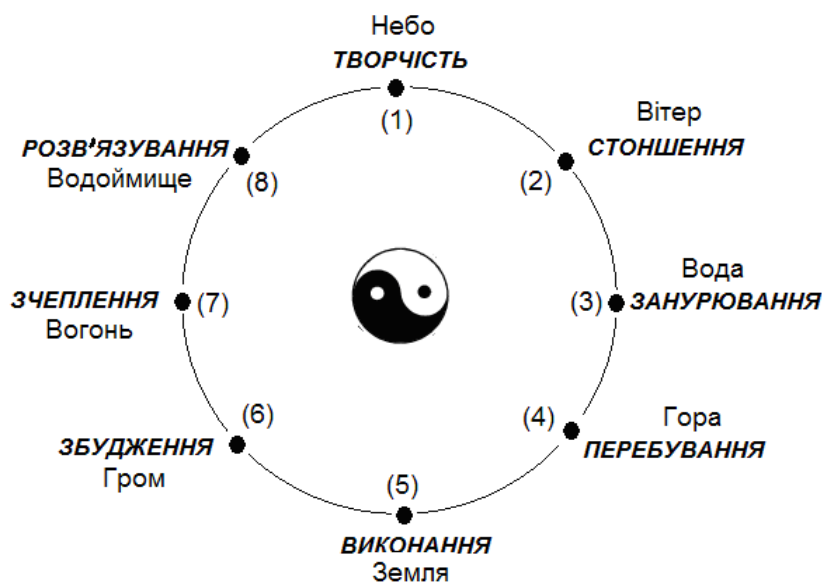 Небо
ТВОРЧІСТЬ
(1)
Вітер
СТОНШЕННЯ
(2)
Вода
(3) ЗАНУРЮВАННЯ
(4) Гора
ПЕРЕБУВАННЯ
(5)
ВИКОНАННЯ
Земля
(6)
ЗБУДЖЕННЯ
Гром
ЗЧЕПЛЕННЯ (7)
Вогонь
РОЗВ'ЯЗУВАННЯ
Водоймище (8)